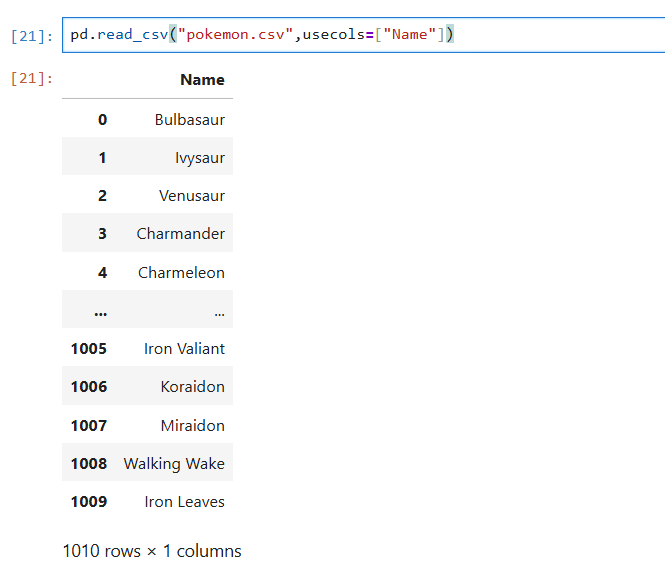 [21]: pd.read_csv("pokemon.csv",usecols=["Name"])
[21]: Name
0 Bulbasaur
1 Ivysaur
2 Venusaur
3 Charmander
4 Charmeleon
... ...
1005 Iron Valiant
1006 Koraidon
1007 Miraidon
1008 Walking Wake
1009 Iron Leaves
1010 rows × 1 columns